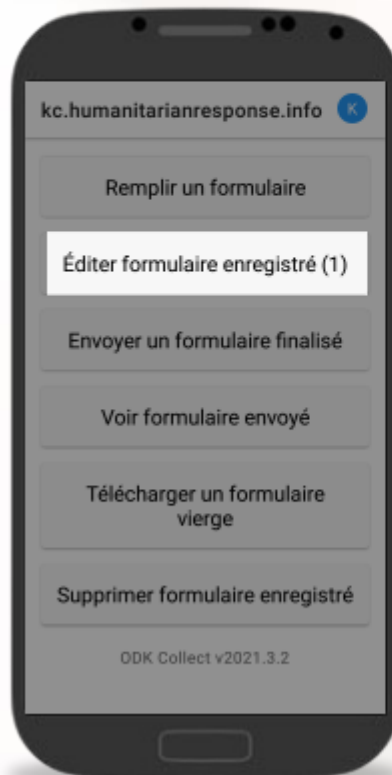 kc.humanitarianresponse.info K
Remplir un formulaire
Éditer formulaire enregistré (1)
Envoyer un formulaire finalisé
Voir formulaire envoyé
Télécharger un formulaire
vierge
Supprimer formulaire enregistré
ODK Collect v2021.3.2